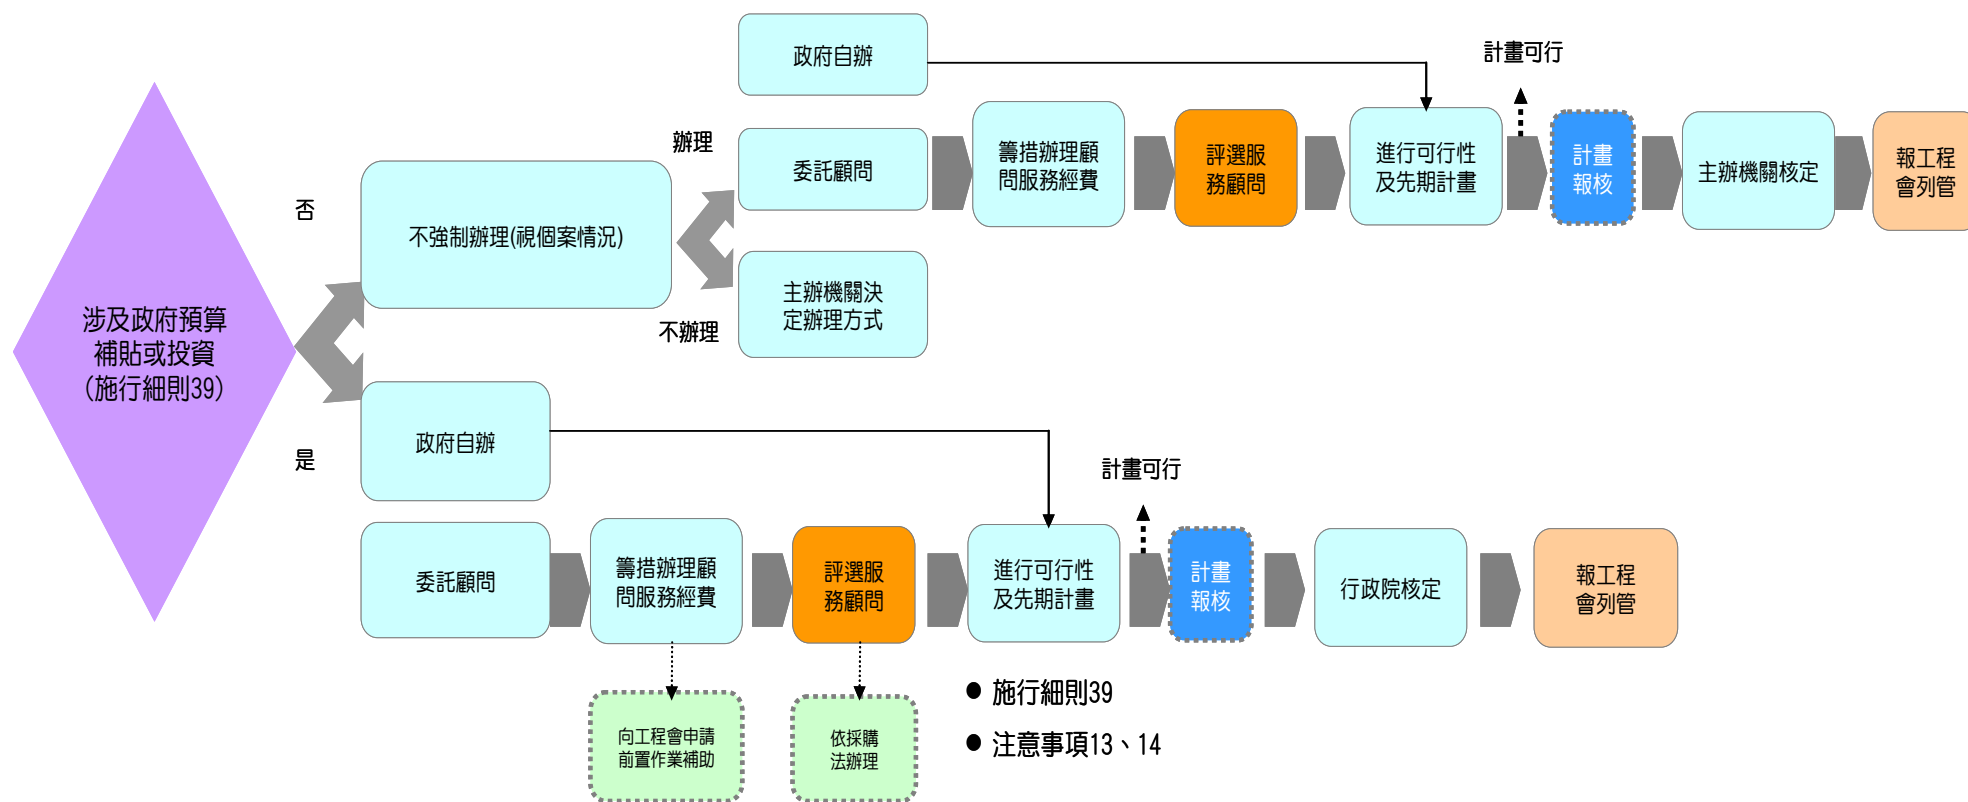 涉及政府預算
補貼或投資
(施行細則39)
否
是
不強制辦理(視個案情況)
辦理
不辦理
政府自辦
委託顧問
籌措辦理顧
問服務經費
評選服
務顧問
進行可行性
及先期計畫
計畫可行
計畫
報核
主辦機關核定
報工程
會列管
主辦機關決
定辦理方式
政府自辦
委託顧問
籌措辦理顧
問服務經費
評選服
務顧問
進行可行性
及先期計畫
計畫可行
計畫
報核
行政院核定
報工程
會列管
向工程會申請
前置作業補助
依採購
法辦理
● 施行細則39
● 注意事項13、14